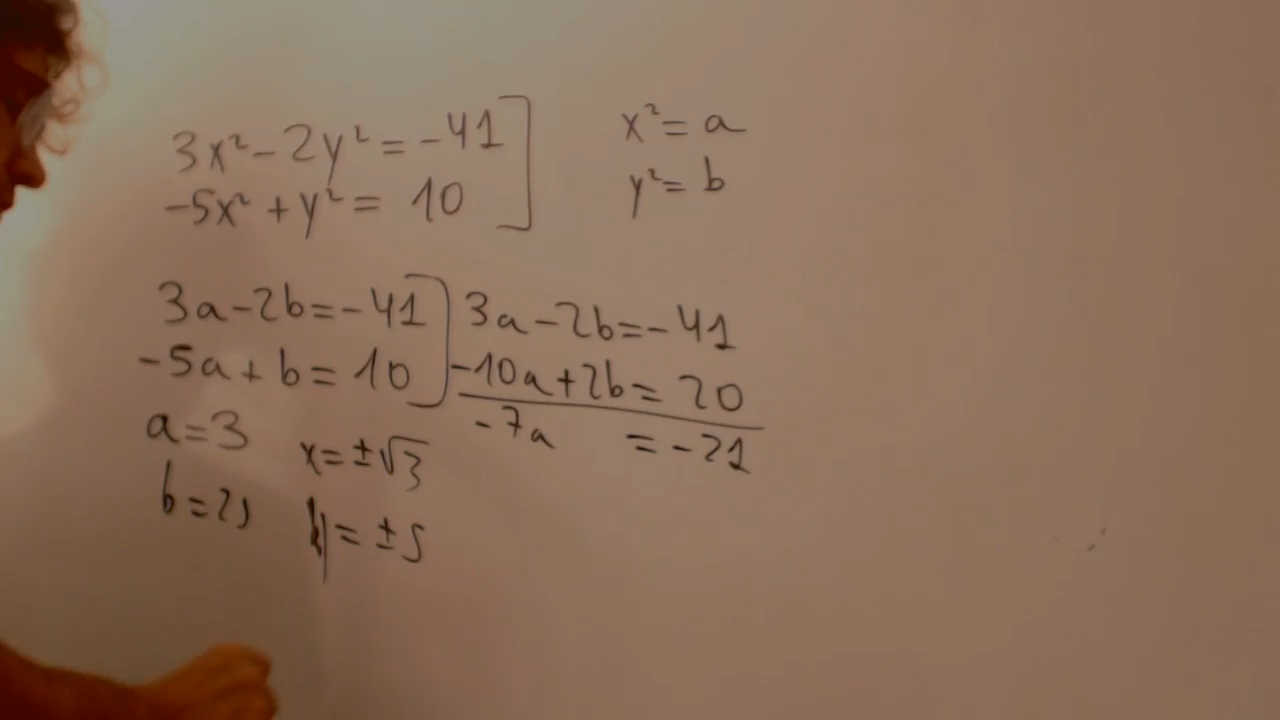 3x² - 2y² = -41
-5x² + y² = 10
x² = a
y² = b
3a - 2b = -41
-5a + b = 10
3a - 2b = -41
-10a + 2b = 20
-7a = -21
a = 3
b = 25
x = ±√3
y = ±5